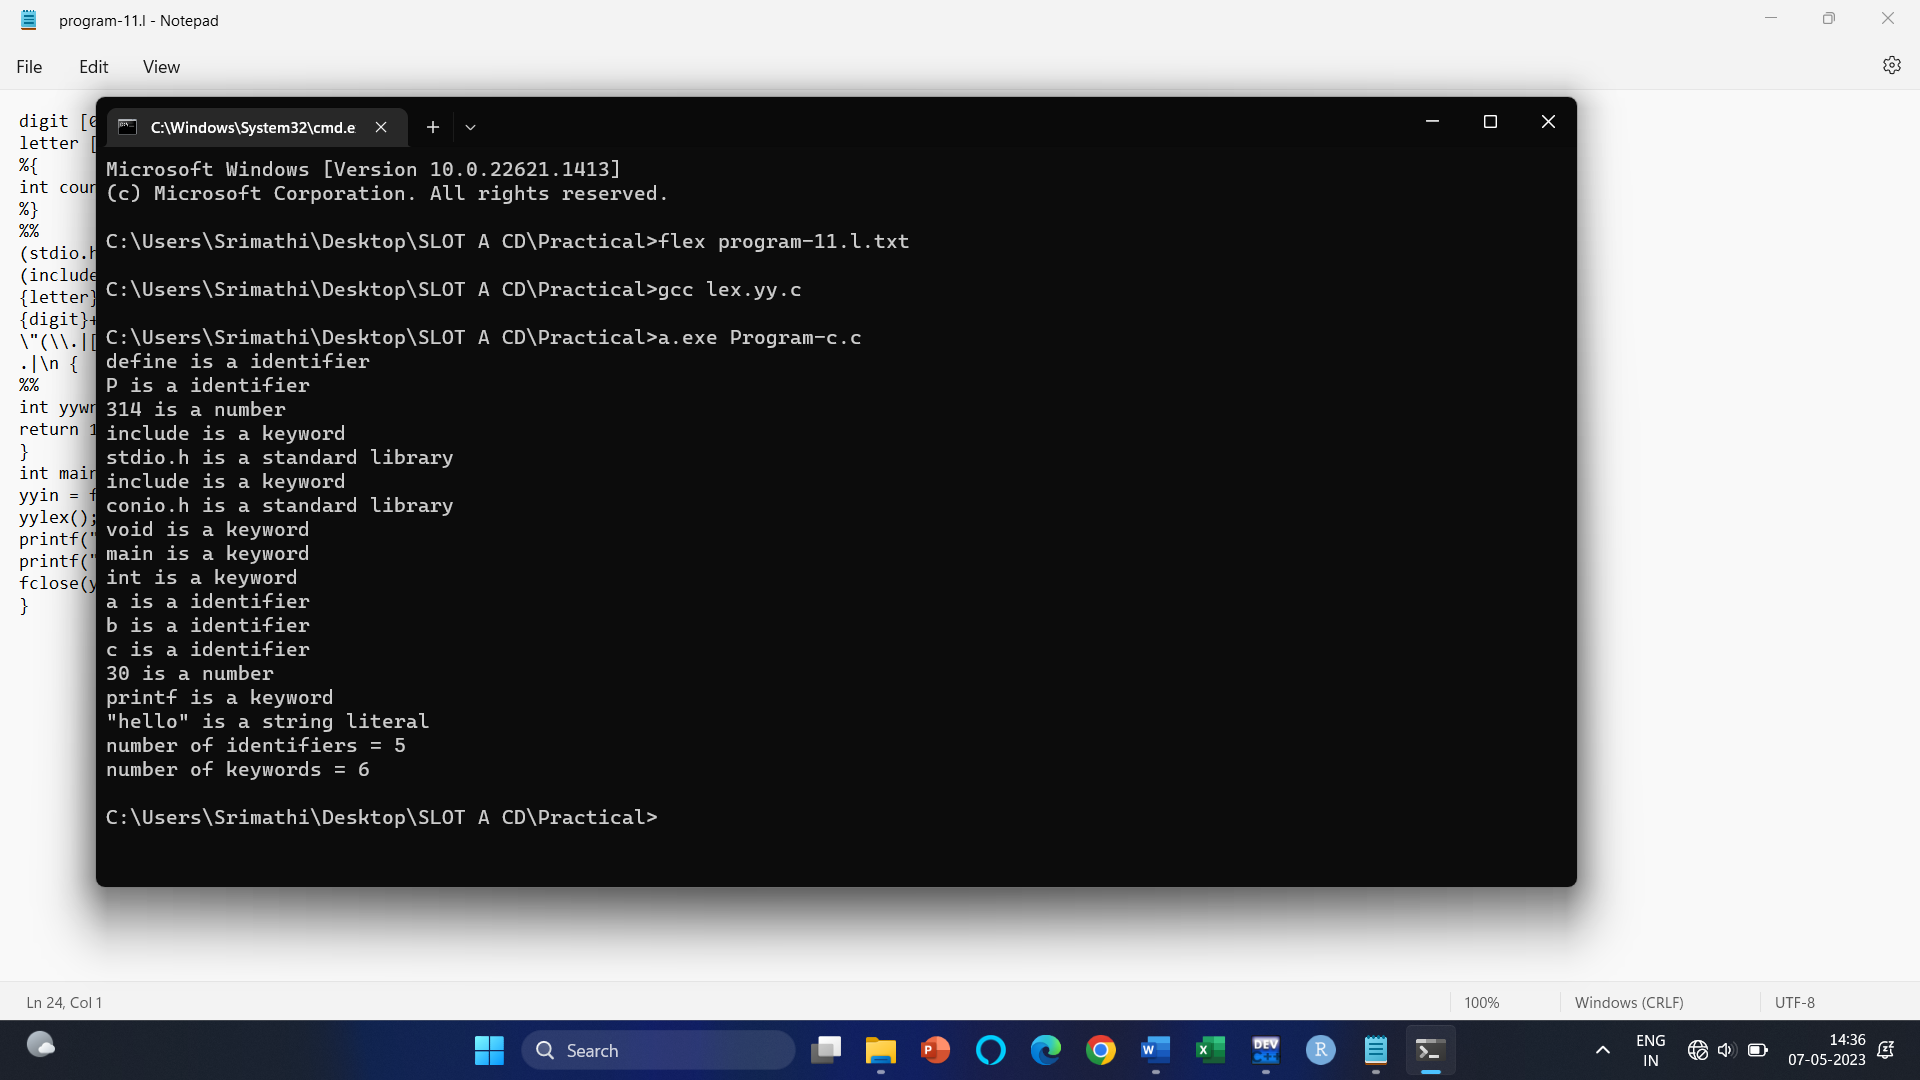 program-11.l - Notepad
File Edit View
digit [
letter [
%{
int
%}
%%
(stdio.h
(include
{letter}
{digit}+
\"(\\.|[
.|\n {
%%
int
return 1
}
int main
yyin = f
yylex();
printf("
printf("
fclose(y
}
C:\Windows\System32\cmd.e
Microsoft Windows [Version 10.0.22621.1413]
(c) Microsoft Corporation. All rights reserved.
C:\Users\Srimathi\Desktop\SLOT A CD\Practical>flex program-11.l.txt
C:\Users\Srimathi\Desktop\SLOT A CD\Practical>gcc lex.yy.c
C:\Users\Srimathi\Desktop\SLOT A CD\Practical>a.exe Program-c.c
define is a identifier
P is a identifier
314 is a number
include is a keyword
stdio.h is a standard library
include is a keyword
conio.h is a standard library
void is a keyword
main is a keyword
int is a keyword
a is a identifier
b is a identifier
c is a identifier
30 is a number
printf is a keyword
"hello" is a string literal
number of identifiers = 5
number of keywords = 6
C:\Users\Srimathi\Desktop\SLOT A CD\Practical>
Ln 24, Col 1 100% Windows (CRLF) UTF-8
Search
P
W
X
DEV
C++
R
ENG
IN
14:36
07-05-2023